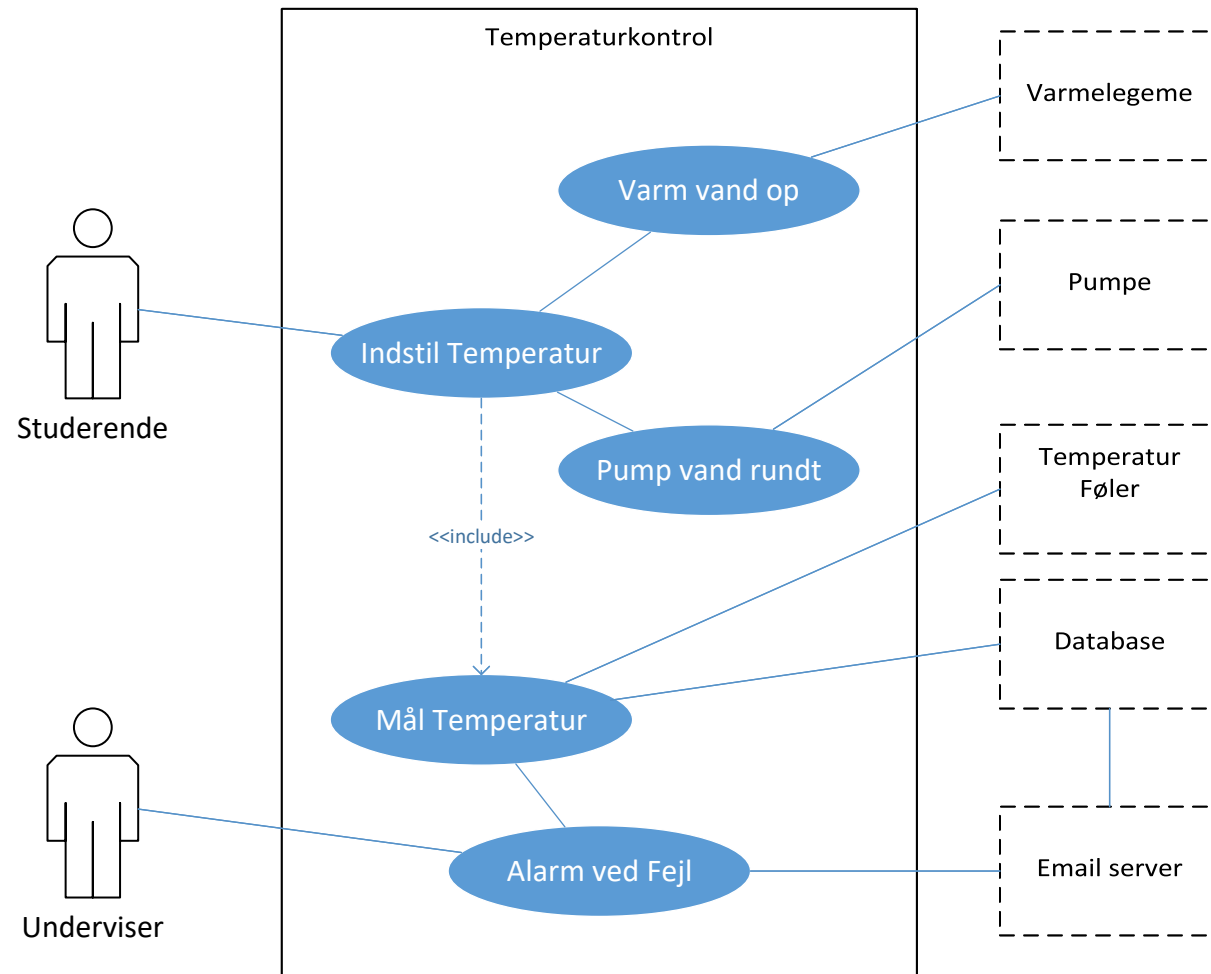 Temperaturkontrol
Varmelegeme
Varm vand op
Pumpe
Indstil Temperatur
Studerende
Pump vand rundt
Temperatur
Føler
<<include>>
Database
Mål Temperatur
Alarm ved Fejl
Email server
Underviser